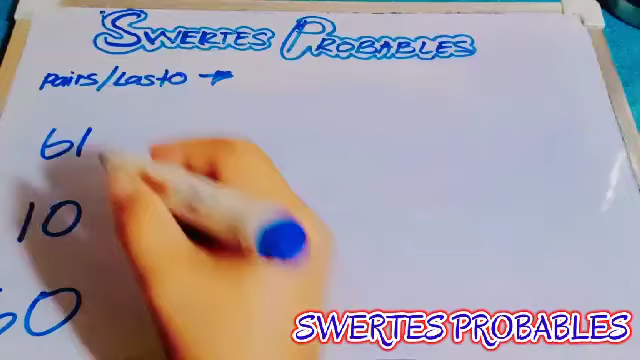 SWERTES PROBABLES
Pairs/Lasto →
61
10
60
SWERTES PROBABLES